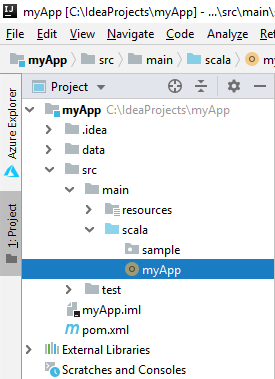 myApp [C:\IdeaProjects\myApp] - ...\src\main\
File Edit View Navigate Code Analyze Re
myApp src main scala my
Project
Azure Explorer
1: Project
myApp C:\IdeaProjects\myApp
.idea
data
src
main
resources
scala
sample
myApp
test
myApp.iml
pom.xml
External Libraries
Scratches and Consoles